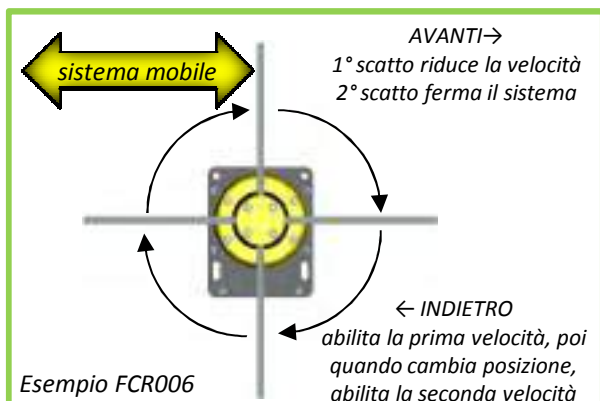 sistema mobile
AVANTI→
1° scatto riduce la velocità
2° scatto ferma il sistema
← INDIETRO
abilita la prima velocità, poi
quando cambia posizione,
abilita la seconda velocità
Esempio FCR006